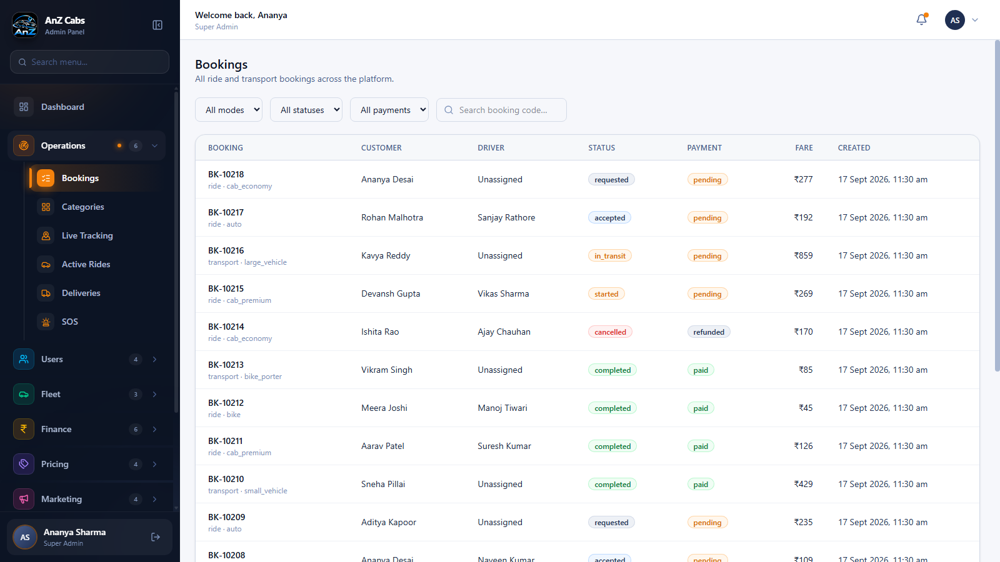 AnZ
AnZ Cabs
Admin Panel
Search menu...
Dashboard
Operations 6
Bookings
Categories
Live Tracking
Active Rides
Deliveries
SOS
Users 4
Fleet 3
Finance 6
Pricing 4
Marketing 4
AS
Ananya Sharma
Super Admin
Welcome back, Ananya
Super Admin
AS
Bookings
All ride and transport bookings across the platform.
All modes All statuses All payments Search booking code...
BOOKING CUSTOMER DRIVER STATUS PAYMENT FARE CREATED
BK-10218
ride · cab_economy
Ananya Desai Unassigned requested pending ₹277 17 Sept 2026, 11:30 am
BK-10217
ride · auto
Rohan Malhotra Sanjay Rathore accepted pending ₹192 17 Sept 2026, 11:30 am
BK-10216
transport · large_vehicle
Kavya Reddy Unassigned in_transit pending ₹859 17 Sept 2026, 11:30 am
BK-10215
ride · cab_premium
Devansh Gupta Vikas Sharma started pending ₹269 17 Sept 2026, 11:30 am
BK-10214
ride · cab_economy
Ishita Rao Ajay Chauhan cancelled refunded ₹170 17 Sept 2026, 11:30 am
BK-10213
transport · bike_porter
Vikram Singh Unassigned completed paid ₹85 17 Sept 2026, 11:30 am
BK-10212
ride · bike
Meera Joshi Manoj Tiwari completed paid ₹45 17 Sept 2026, 11:30 am
BK-10211
ride · cab_premium
Aarav Patel Suresh Kumar completed paid ₹126 17 Sept 2026, 11:30 am
BK-10210
transport · small_vehicle
Sneha Pillai Unassigned completed paid ₹429 17 Sept 2026, 11:30 am
BK-10209
ride · auto
Aditya Kapoor Unassigned requested pending ₹235 17 Sept 2026, 11:30 am
BK-10208
Ananya Desai Naveen Kumar accepted pending ₹109 17 Sept 2026, 11:30 am